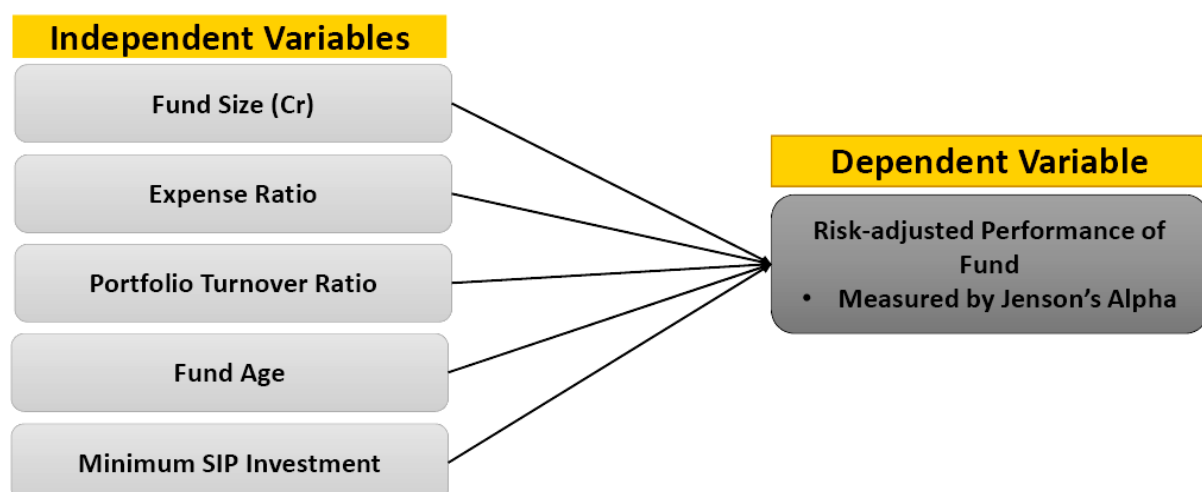 Independent Variables
Fund Size (Cr)
Expense Ratio
Portfolio Turnover Ratio
Fund Age
Minimum SIP Investment
Dependent Variable
Risk-adjusted Performance of
Fund
• Measured by Jenson's Alpha